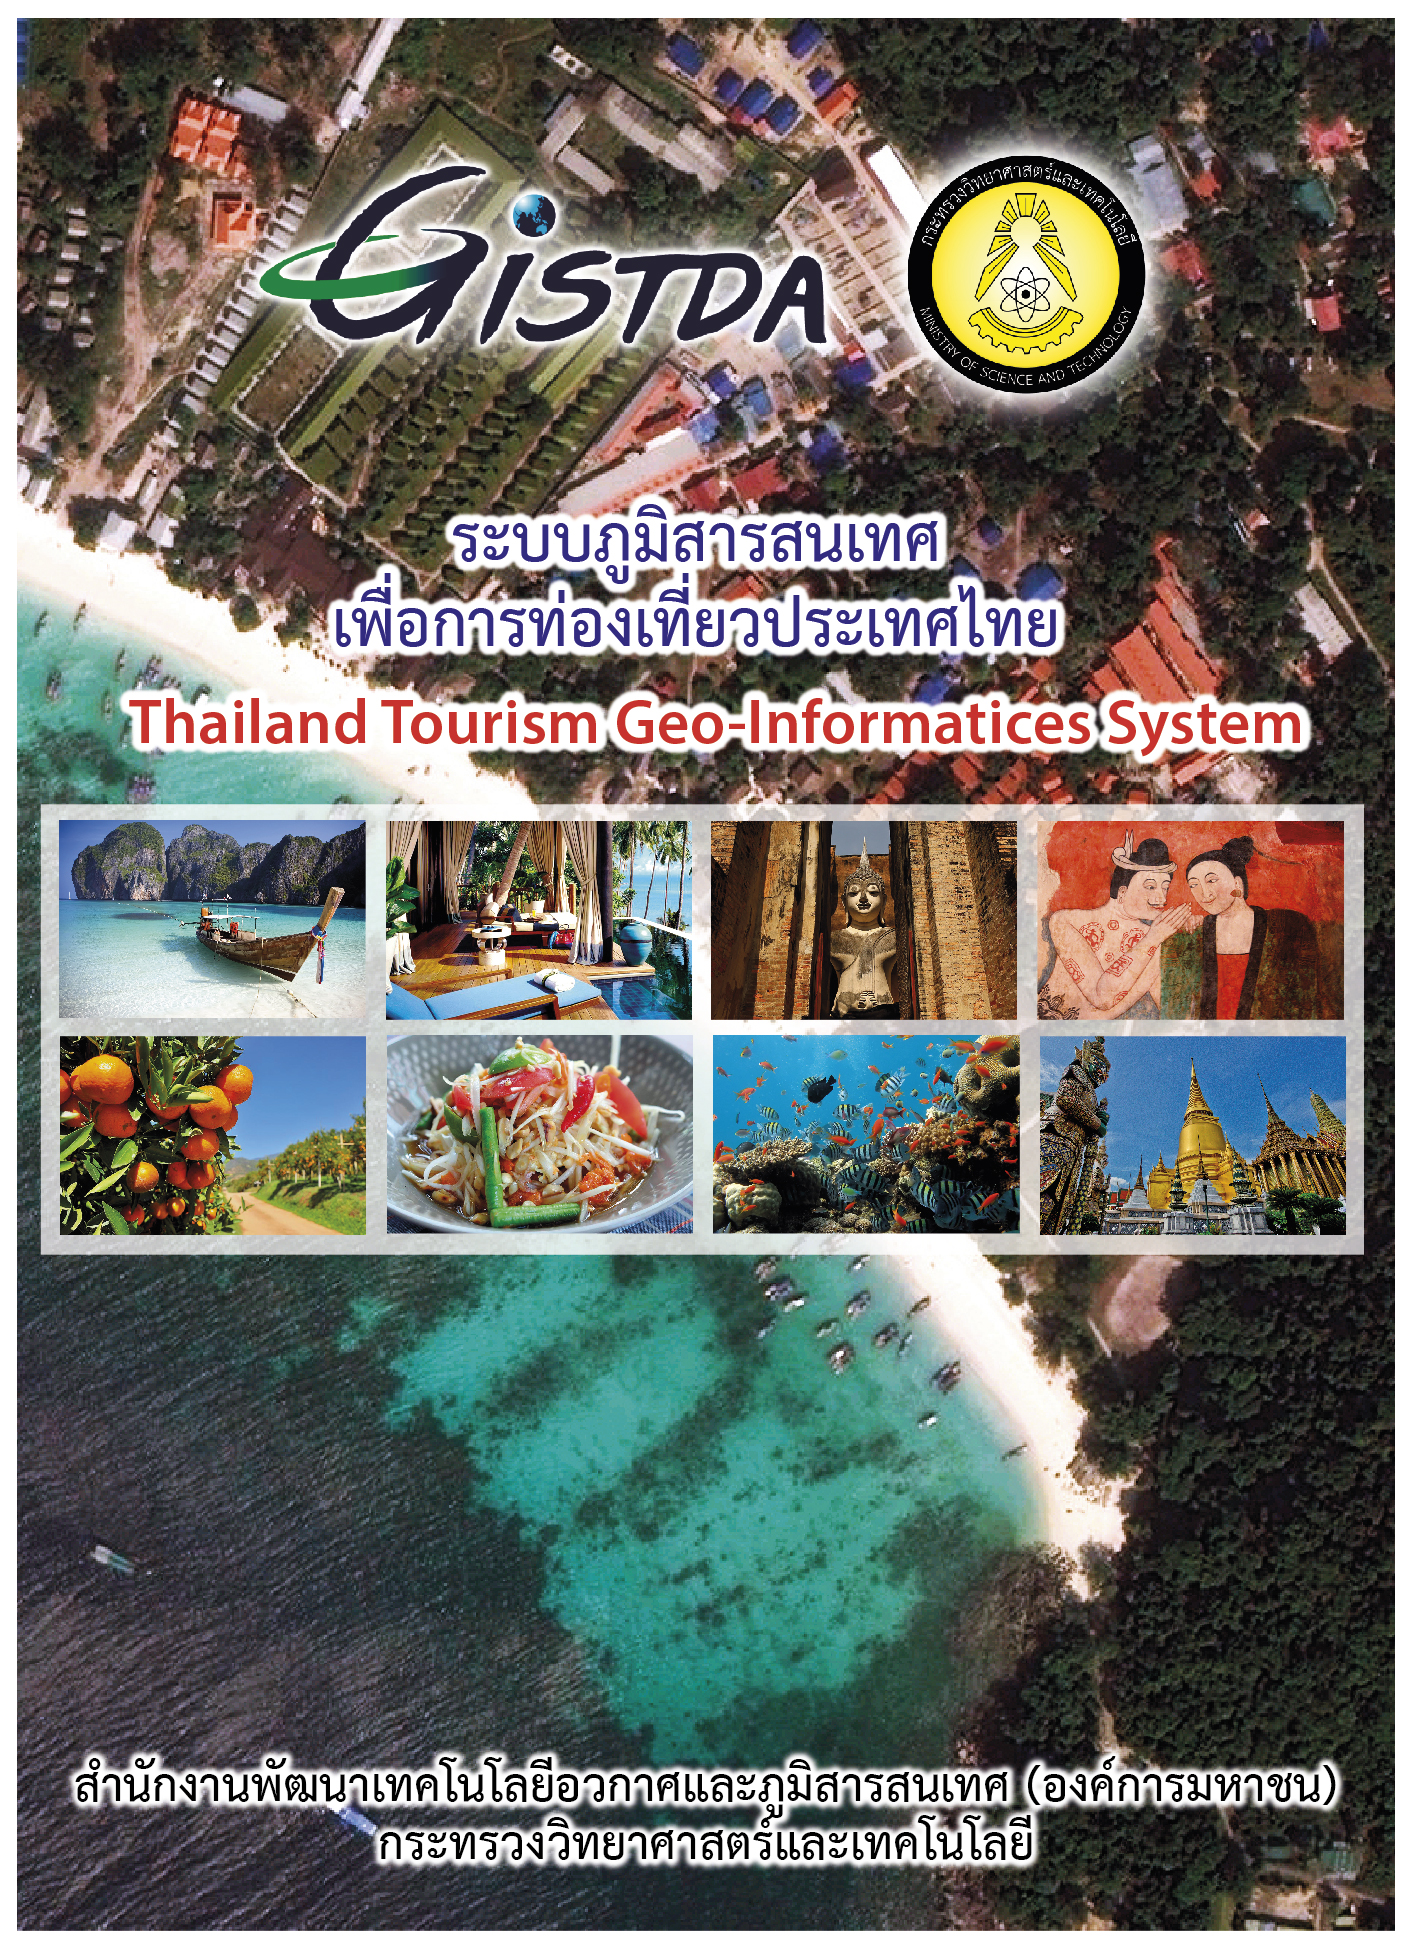 GISTDA
กระทรวงวิทยาศาสตร์และเทคโนโลยี
MINISTRY OF SCIENCE AND TECHNOLOGY
ระบบภูมิสารสนเทศ
เพื่อการท่องเที่ยวประเทศไทย
Thailand Tourism Geo-Informatices System
สำนักงานพัฒนาเทคโนโลยีอวกาศและภูมิสารสนเทศ (องค์การมหาชน)
กระทรวงวิทยาศาสตร์และเทคโนโลยี